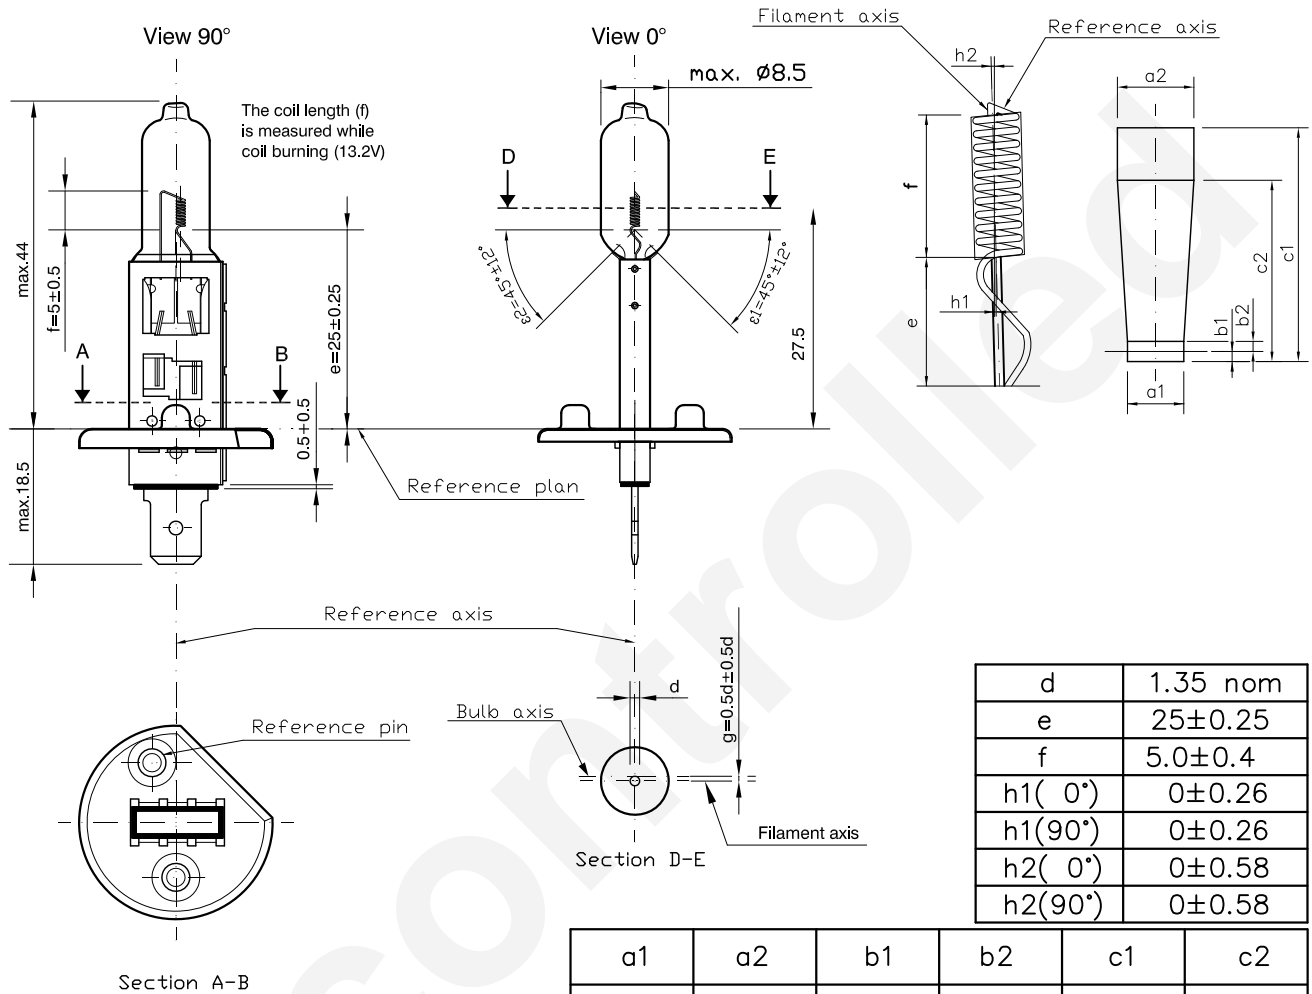 View 90°
View 0°
Filament axis
Reference axis
h2
a2
max. Ø8.5
The coil length (f)
is measured while
coil burning (13.2V)
D
E
f
max.44
f=5±0.5
e=25±0.25
ε2=45°±12°
ε1=45°±12°
27.5
h1
e
c2
c1
b1
b2
a1
A
B
0.5±0.5
max.18.5
Reference plan
Reference axis
d
g=0.5d±0.5d
Bulb axis
Reference pin
Filament axis
Section D-E
Section A-B
d 1.35 nom
e 25±0.25
f 5.0±0.4
h1( 0°) 0±0.26
h1(90°) 0±0.26
h2( 0°) 0±0.58
h2(90°) 0±0.58
a1 a2 b1 b2 c1 c2
controlled